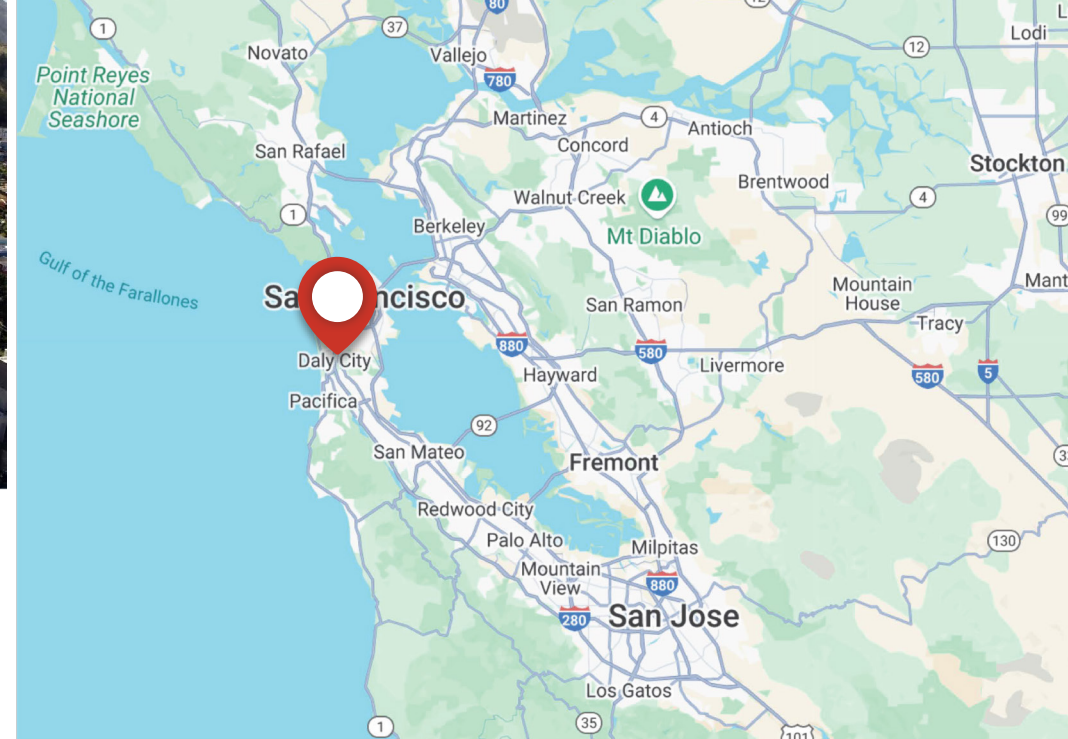 80
1
37
12
Lodi
Novato
Vallejo
Point Reyes
National
Seashore
780
Martinez
4
Antioch
Concord
San Rafael
Stockton
Brentwood
Walnut Creek
4
1
99
Berkeley
Mt Diablo
Gulf of the Farallones
Mountain
House
Mant
Sa ncisco
San Ramon
Tracy
880
580
Daly City
Livermore
580
5
Hayward
Pacifica
92
San Mateo
Fremont
Redwood City
Palo Alto
130
Milpitas
Mountain
View
880
280
San Jose
Los Gatos
1
35
101